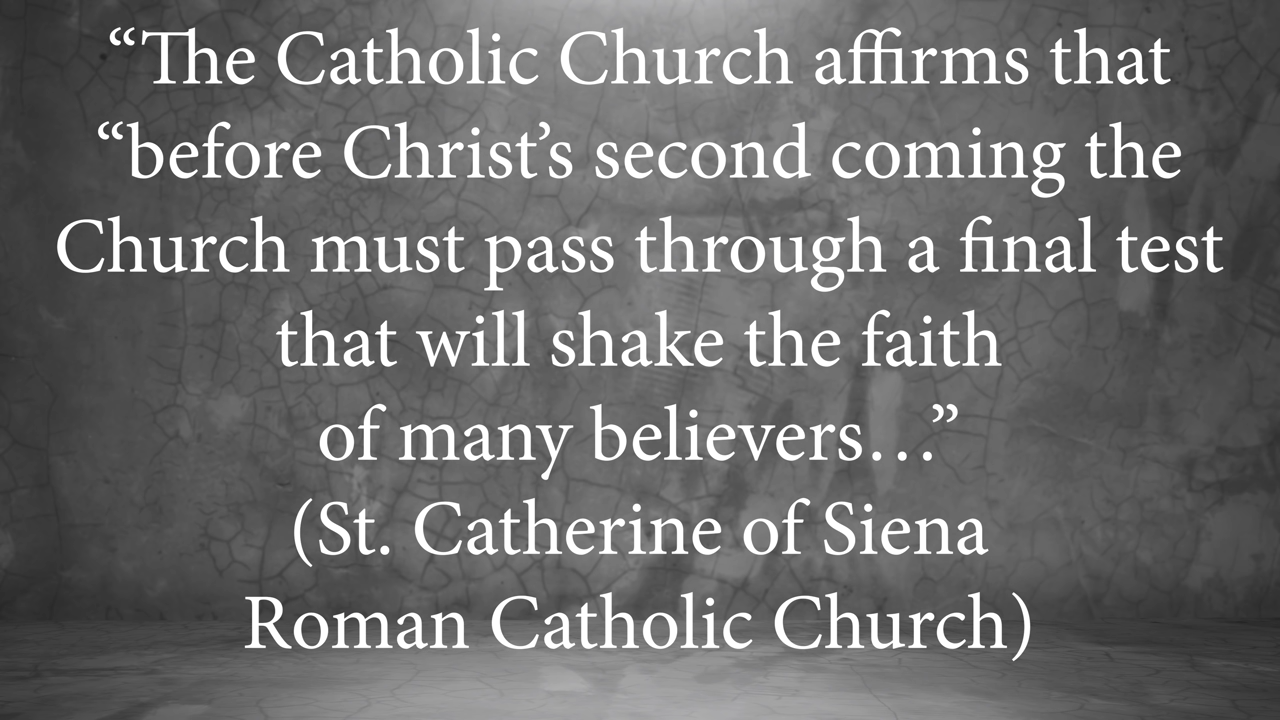 “The Catholic Church affirms that
“before Christ’s second coming the
Church must pass through a final test
that will shake the faith
of many believers…”
(St. Catherine of Siena
Roman Catholic Church)